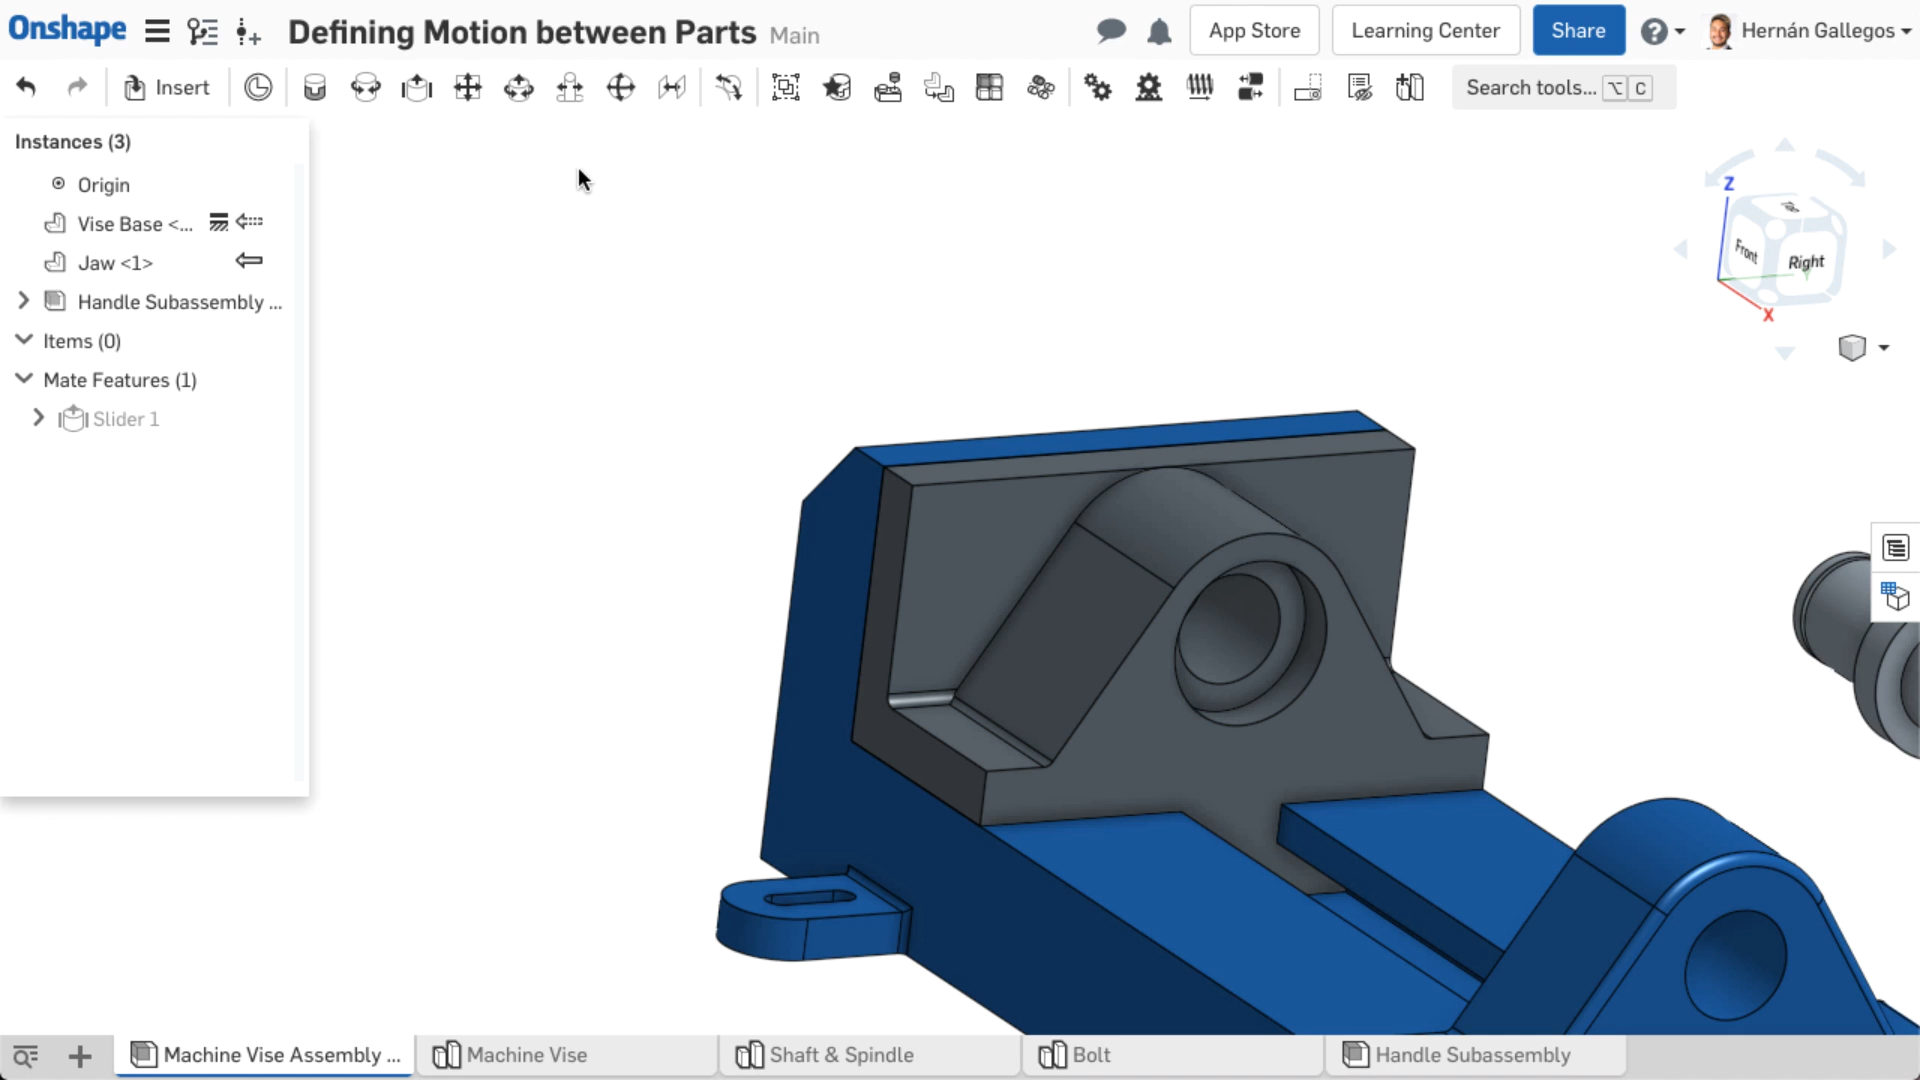 Onshape
Defining Motion between Parts Main
App Store
Learning Center
Share
Hernán Gallegos
Insert
Search tools... ⌥ C
Instances (3)
Origin
Vise Base <...
Jaw <1>
Handle Subassembly ...
Items (0)
Mate Features (1)
Slider 1
Z
Top
Front
Right
X
Machine Vise Assembly ...
Machine Vise
Shaft & Spindle
Bolt
Handle Subassembly